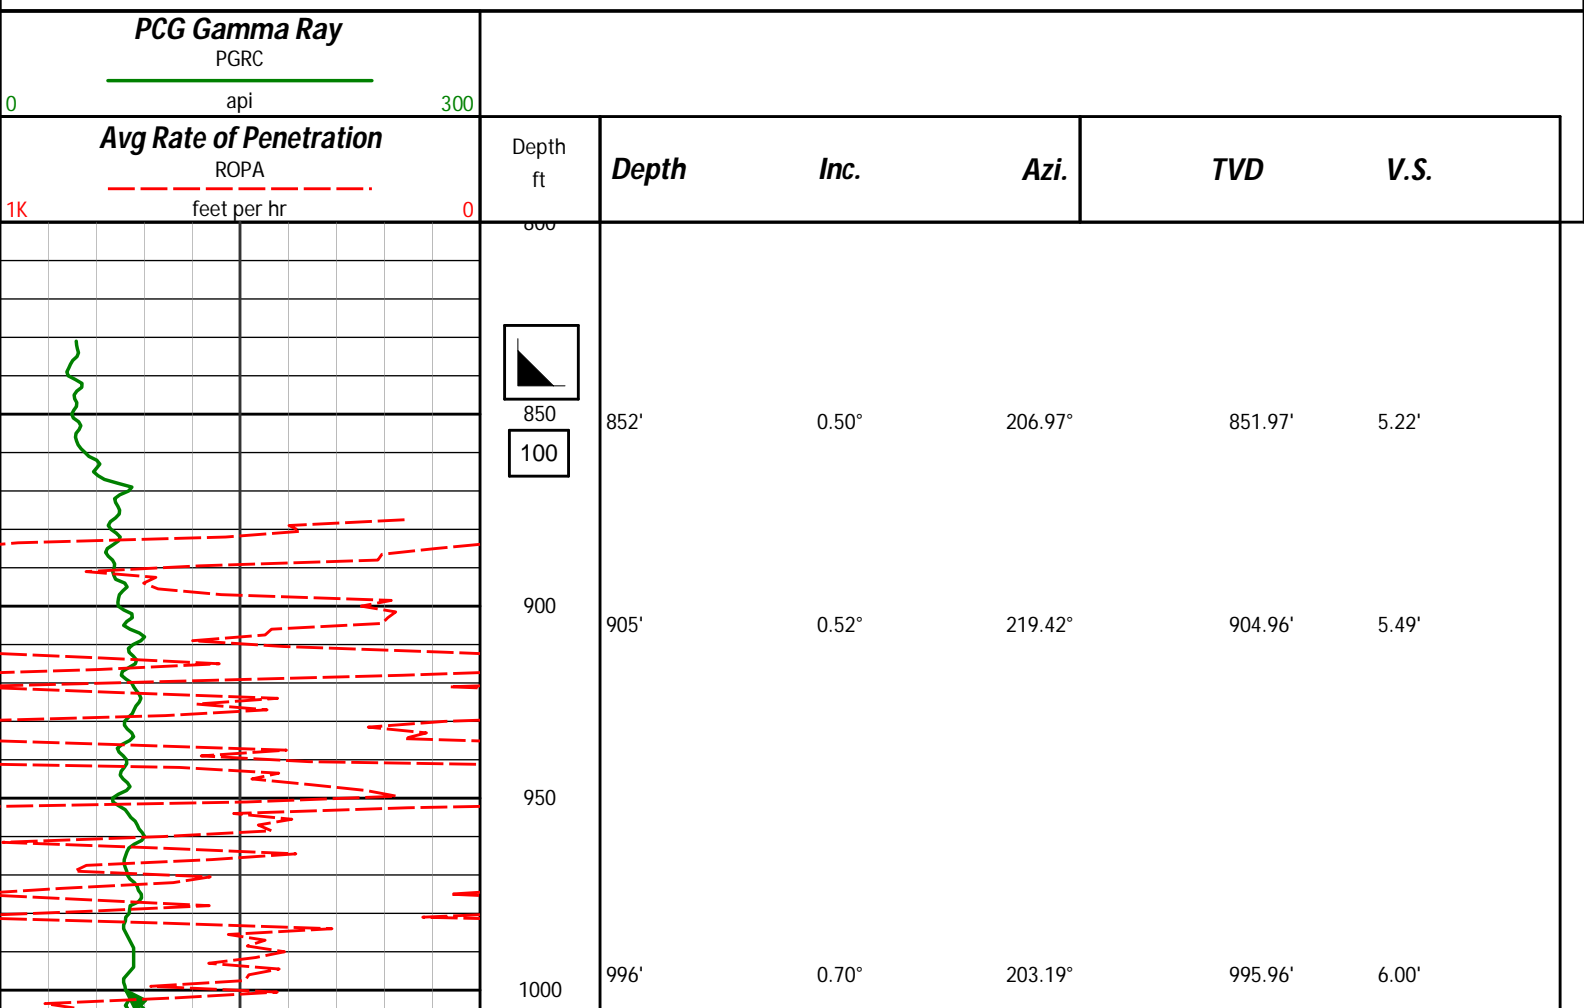 PCG Gamma Ray
PGRC
0 api 300
Avg Rate of Penetration
ROPA
1K feet per hr 0
Depth
ft
Depth Inc. Azi. TVD V.S.
800
850
852' 0.50° 206.97° 851.97' 5.22'
100
900
905' 0.52° 219.42° 904.96' 5.49'
950
996' 0.70° 203.19° 995.96' 6.00'
1000